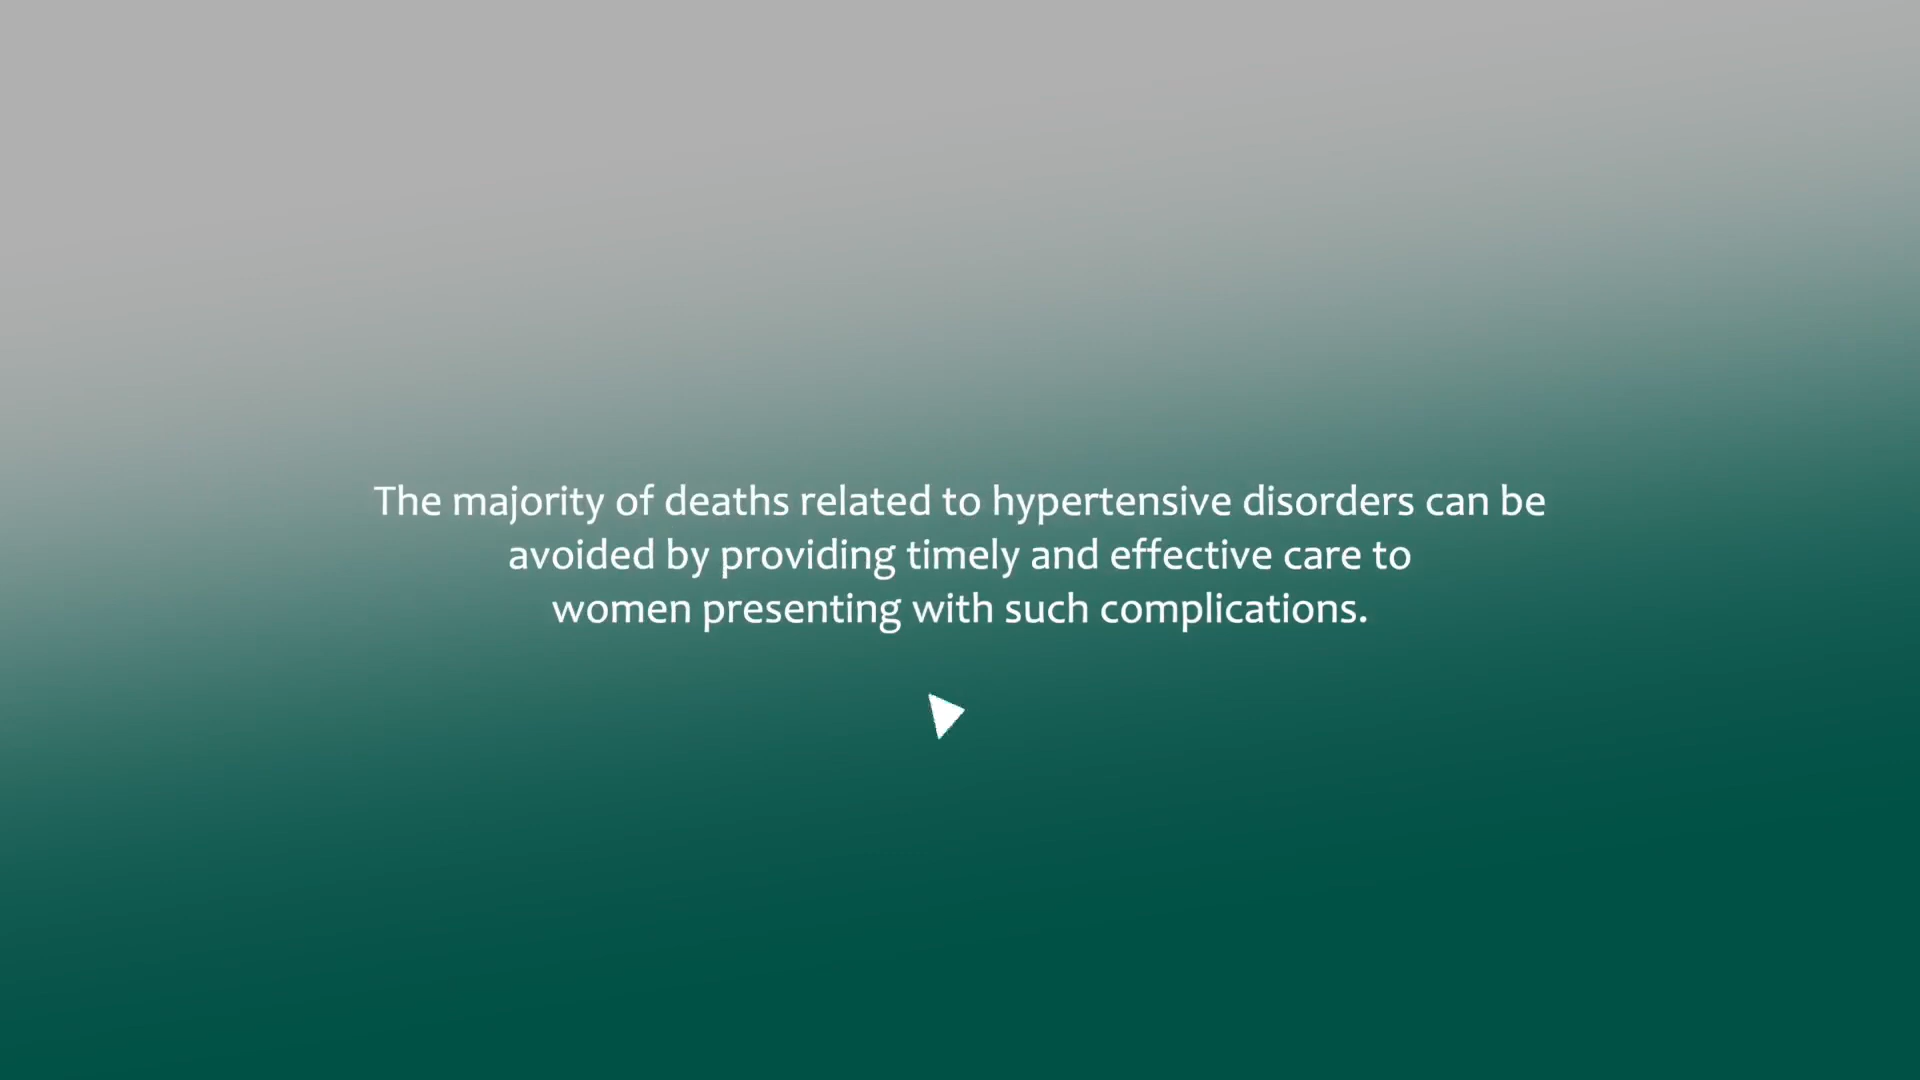 The majority of deaths related to hypertensive disorders can be
avoided by providing timely and effective care to
women presenting with such complications.